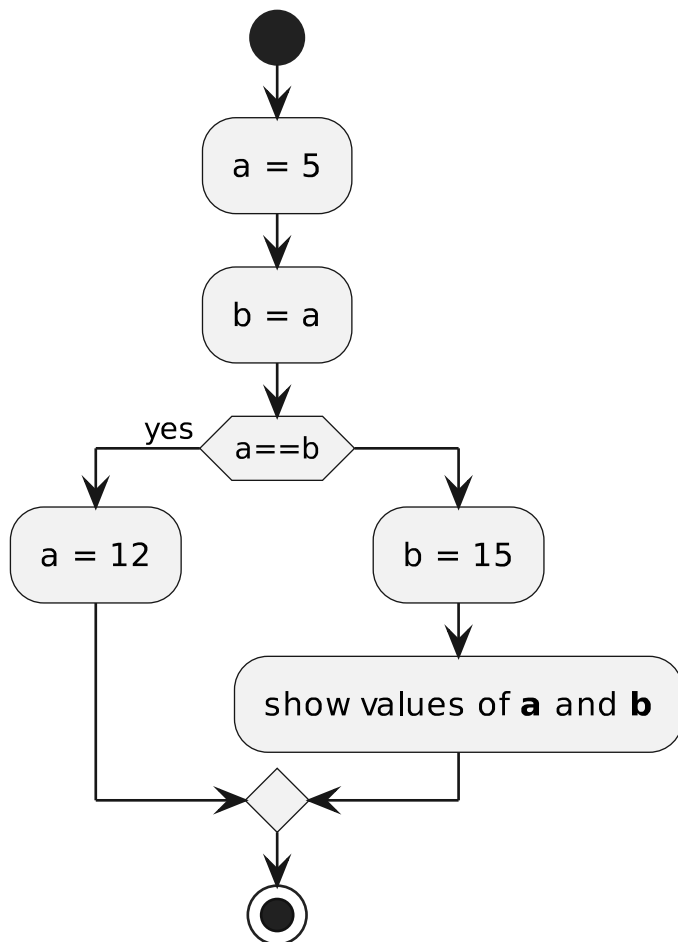 a = 5
b = a
yes
a==b
a = 12
b = 15
show values of a and b